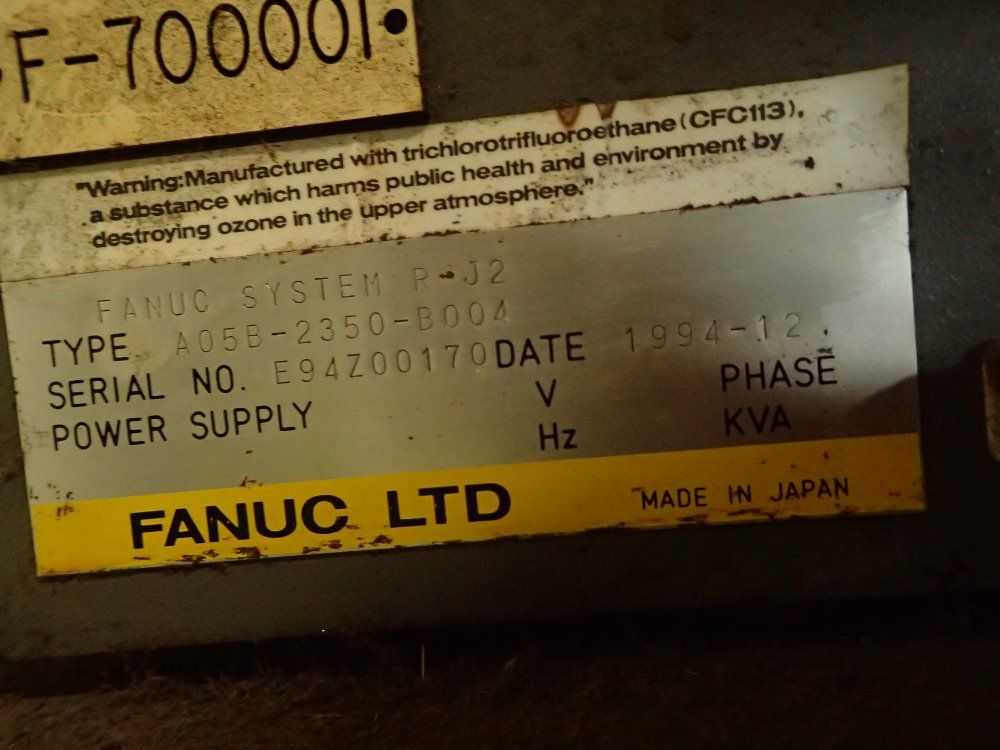 F-700001
"Warning:Manufactured with trichlorotrifluoroethane(CFC113),
a substance which harms public health and environment by
destroying ozone in the upper atmosphere."
FANUC SYSTEM R-J2
TYPE A05B-2350-B004
SERIAL NO. E94Z00170 DATE 1994-12.
POWER SUPPLY V PHASE
Hz KVA
FANUC LTD MADE IN JAPAN